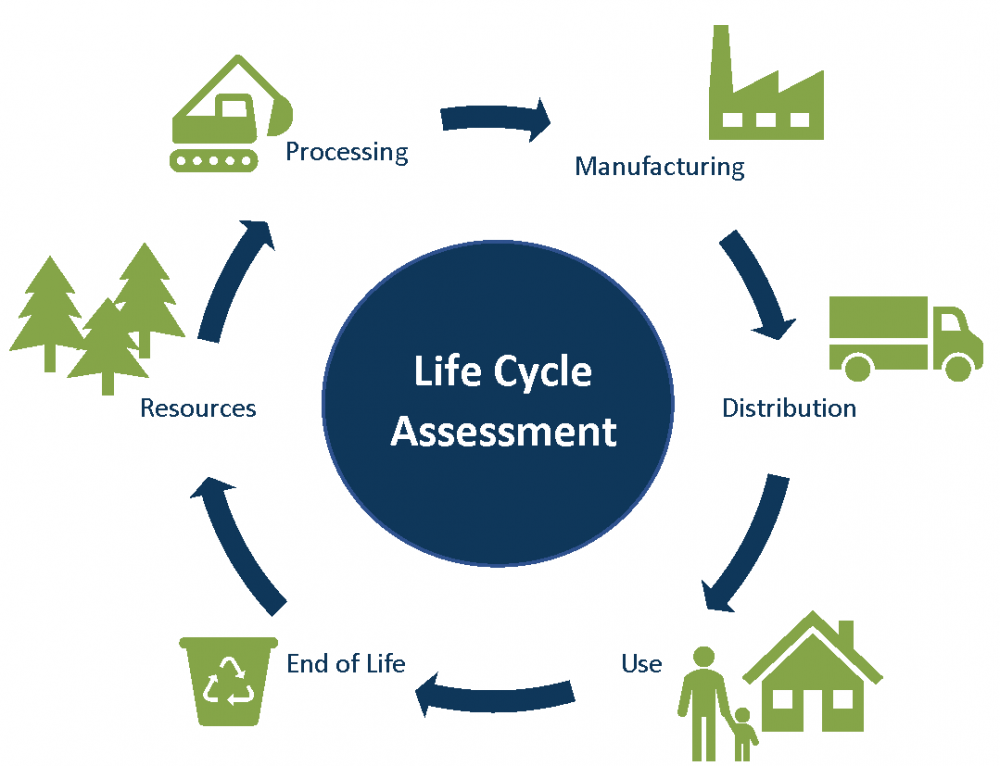 Processing
Manufacturing
Life Cycle
Assessment
Resources
Distribution
End of Life
Use